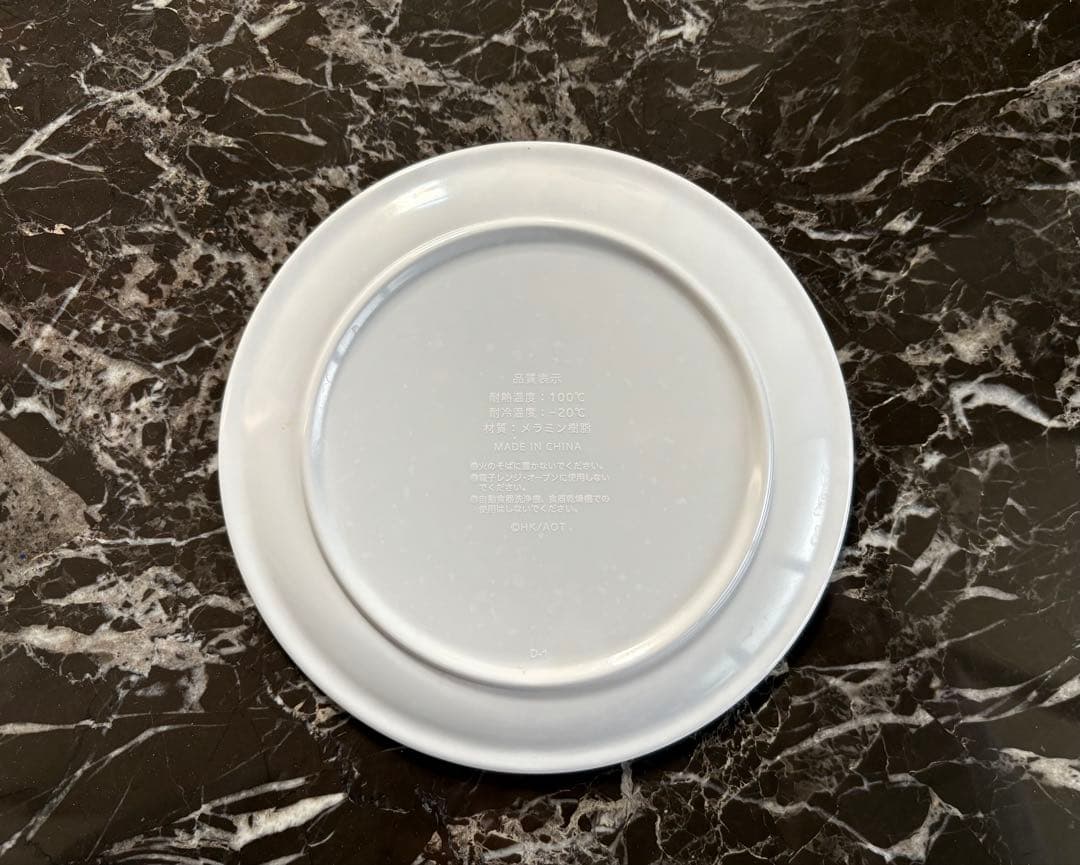 品質表示
耐熱温度：100℃
耐冷温度：−20℃
材質：メラミン樹脂
MADE IN CHINA
●火のそばに置かないでください。
●電子レンジ・オーブンに使用しない
でください。
●自動食器洗浄機、食器乾燥機での
使用はしないでください。
©HK/AOT
D-1